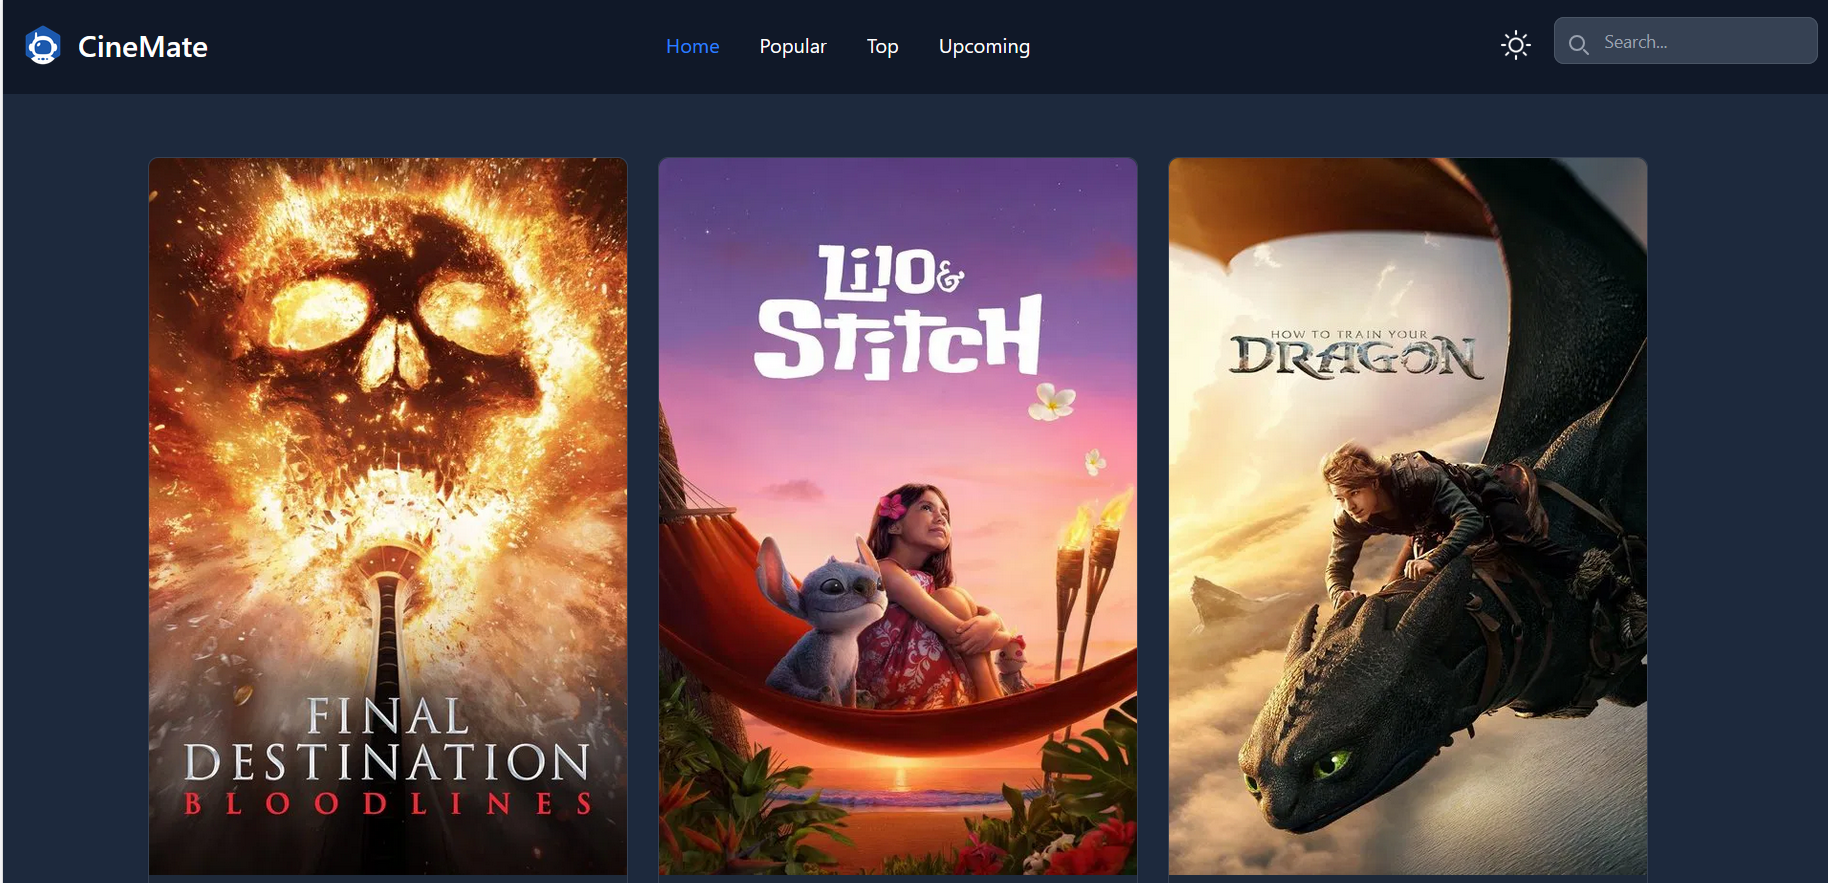 CineMate
Home
Popular
Top
Upcoming
Search...
FINAL
DESTINATION
BLOODLINES
Lilo &
Stitch
HOW TO TRAIN YOUR
DRAGON